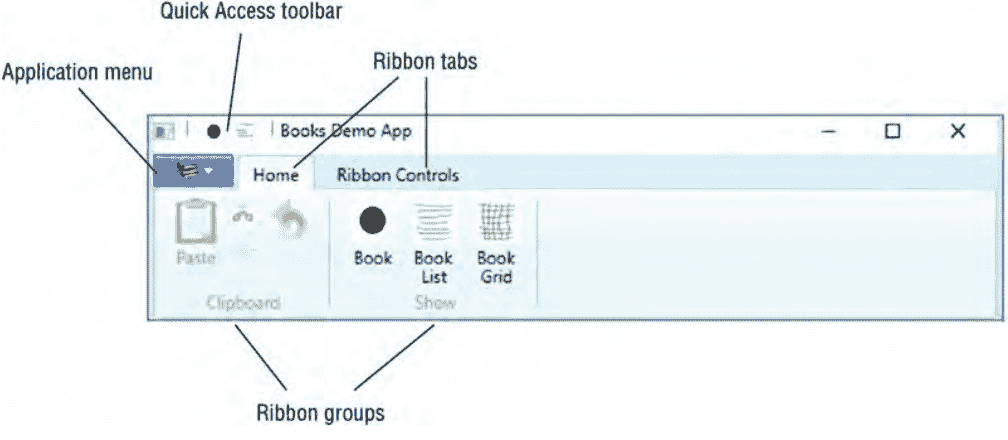 Quick Access toolbar
Application menu
Ribbon tabs
Books Demo App
Home
Ribbon Controls
Paste
Book
Book
List
Book
Grid
Clipboard
Show
Ribbon groups